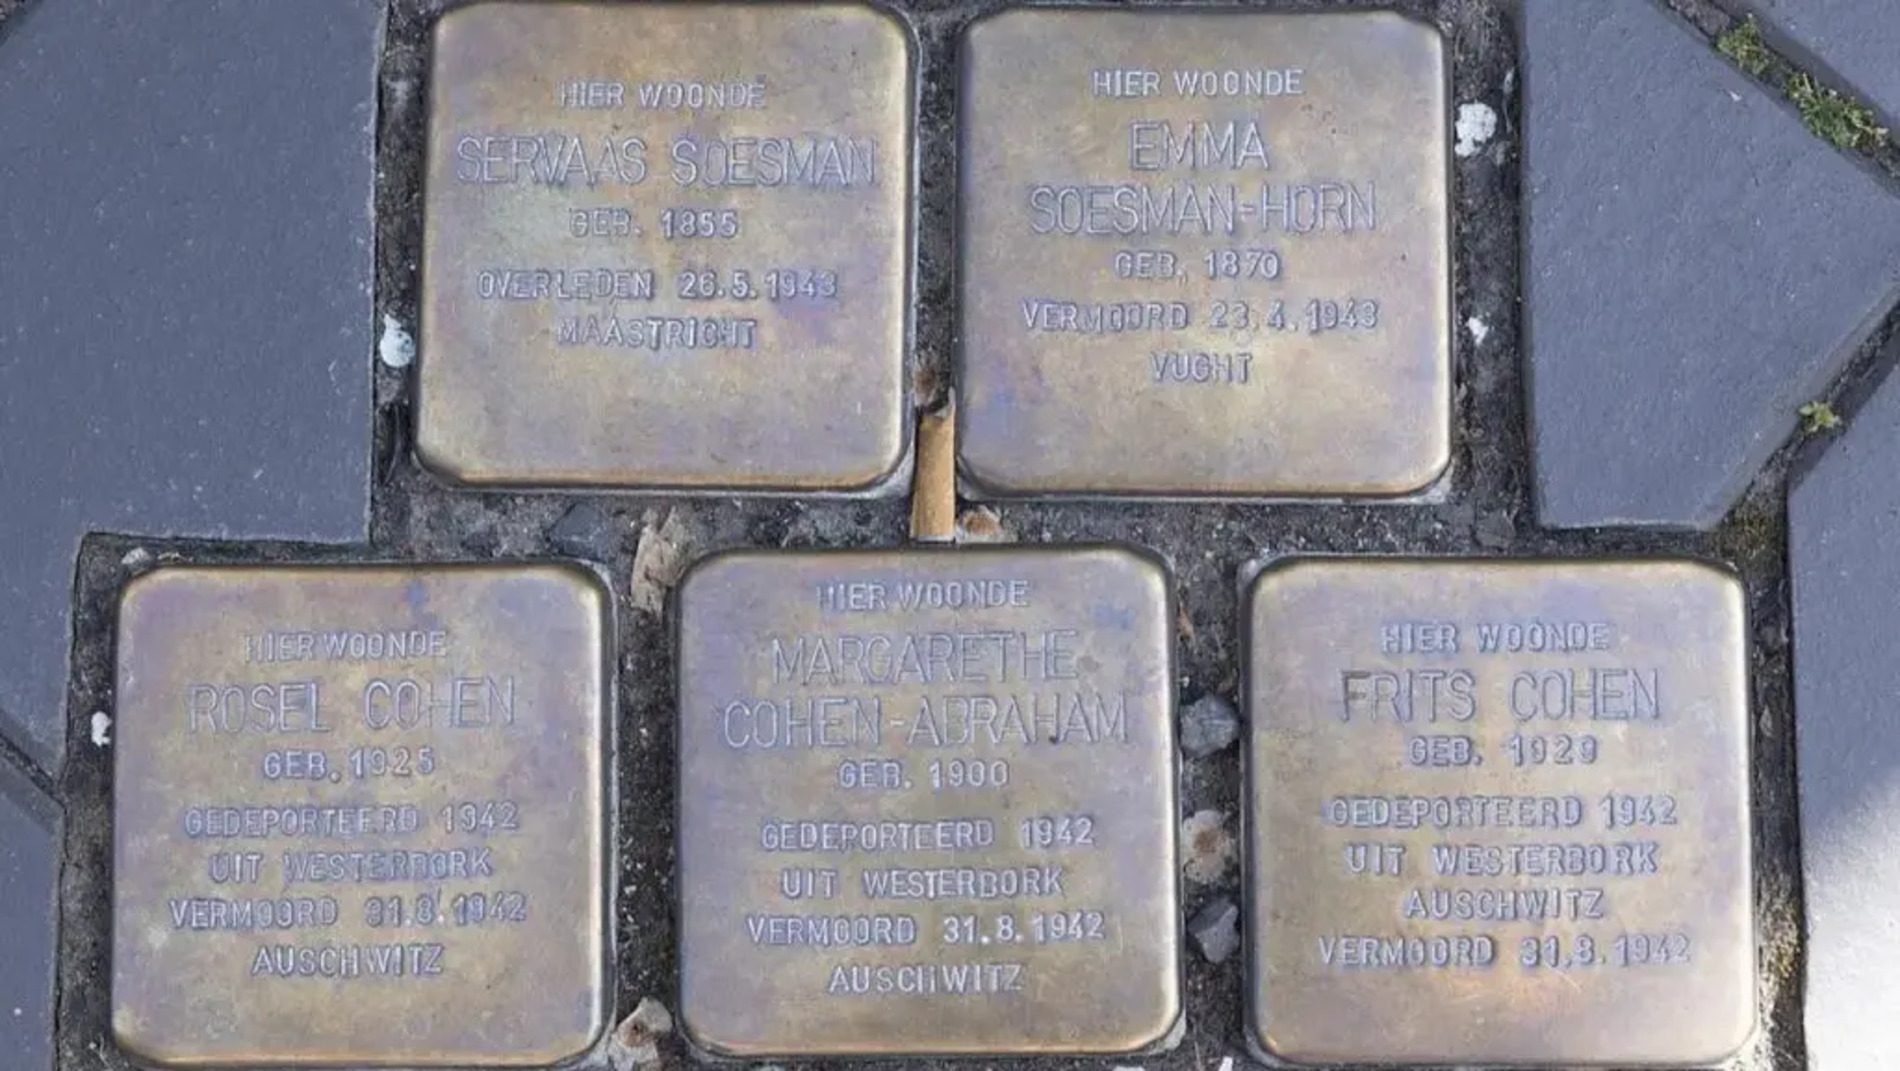 HIER WOONDE
SERVAAS SOESMAN
GEB. 1855
OVERLEDEN 26.5.1943
MAASTRICHT
HIER WOONDE
EMMA
SOESMAN-HORN
GEB. 1870
VERMOORD 23.4.1943
VUGHT
HIER WOONDE
ROSEL COHEN
GEB. 1925
GEDEPORTEERD 1942
UIT WESTERBORK
VERMOORD 31.8.1942
AUSCHWITZ
HIER WOONDE
MARGARETHE
COHEN-ABRAHAM
GEB. 1900
GEDEPORTEERD 1942
UIT WESTERBORK
VERMOORD 31.8.1942
AUSCHWITZ
HIER WOONDE
FRITS COHEN
GEB. 1929
GEDEPORTEERD 1942
UIT WESTERBORK
AUSCHWITZ
VERMOORD 31.8.1942